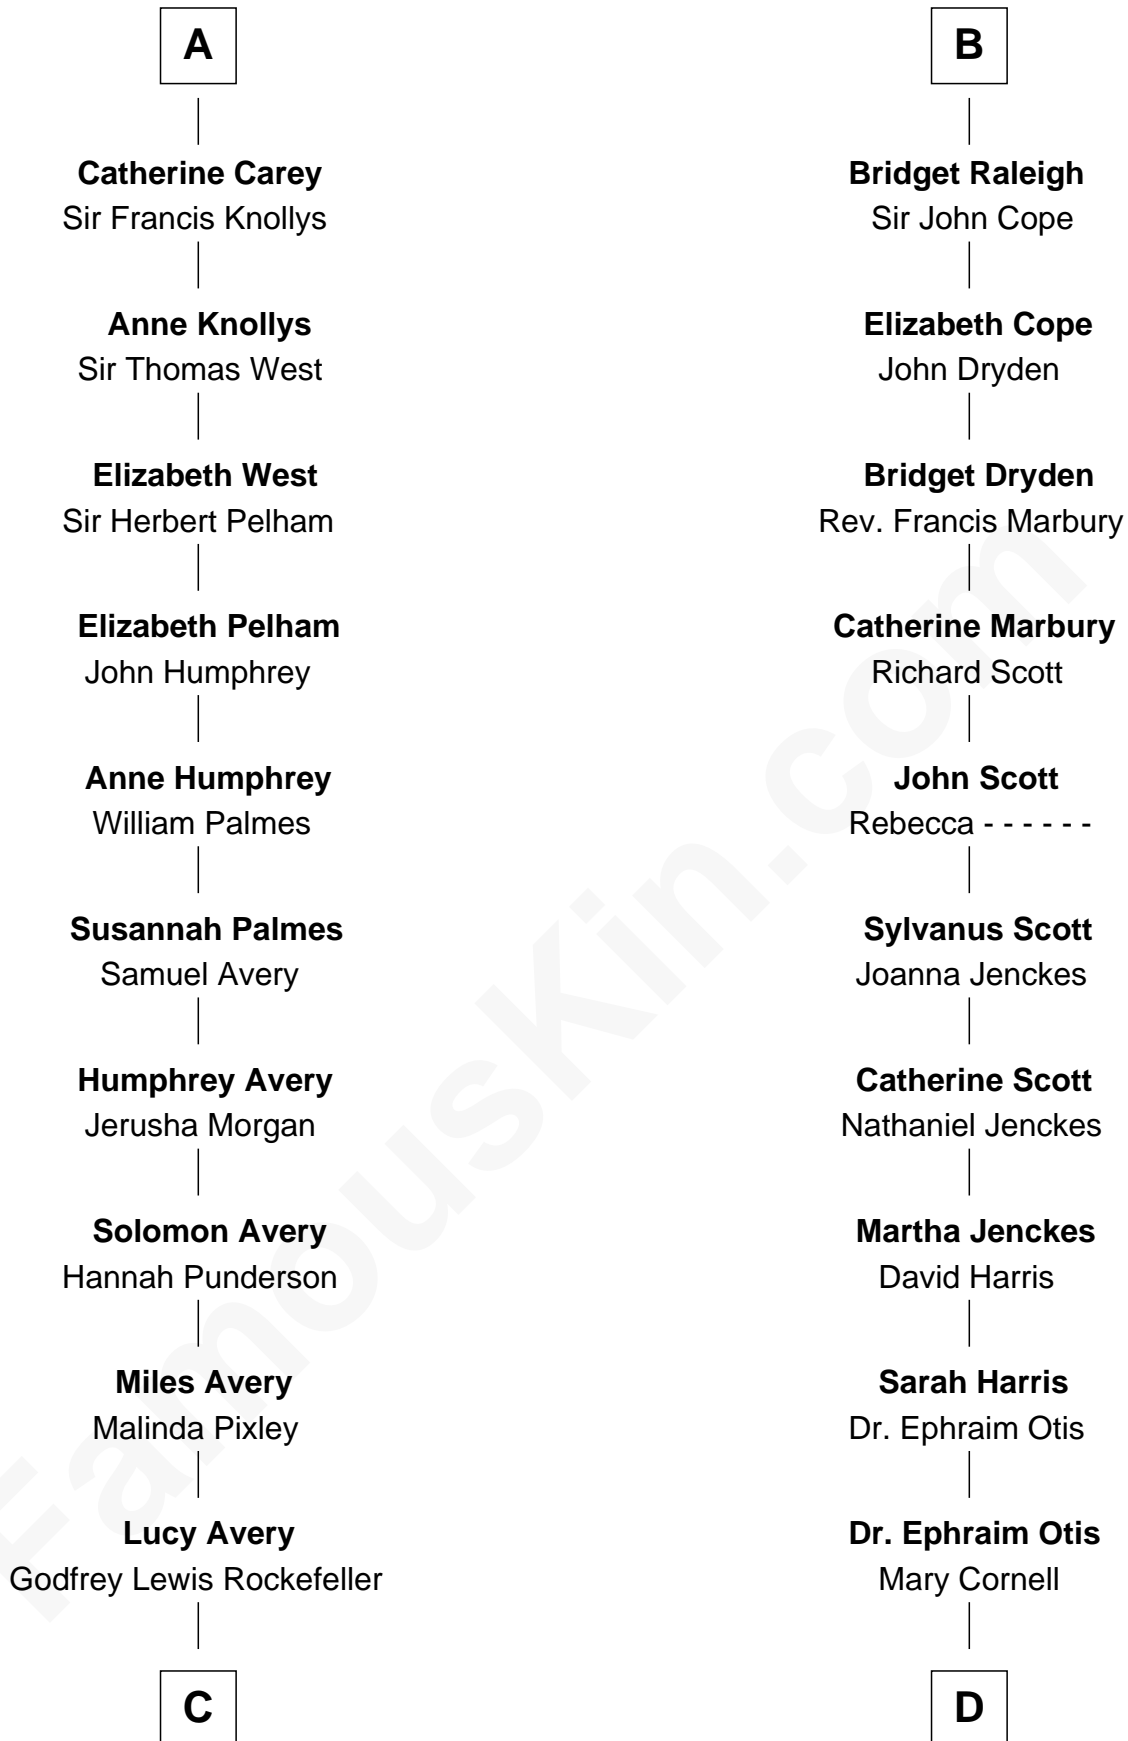 A
Catherine Carey
Sir Francis Knollys
Anne Knollys
Sir Thomas West
Elizabeth West
Sir Herbert Pelham
Elizabeth Pelham
John Humphrey
Anne Humphrey
William Palmes
Susannah Palmes
Samuel Avery
Humphrey Avery
Jerusha Morgan
Solomon Avery
Hannah Punderson
Miles Avery
Malinda Pixley
Lucy Avery
Godfrey Lewis Rockefeller
C
B
Bridget Raleigh
Sir John Cope
Elizabeth Cope
John Dryden
Bridget Dryden
Rev. Francis Marbury
Catherine Marbury
Richard Scott
John Scott
Rebecca - - - - - -
Sylvanus Scott
Joanna Jenckes
Catherine Scott
Nathaniel Jenckes
Martha Jenckes
David Harris
Sarah Harris
Dr. Ephraim Otis
Dr. Ephraim Otis
Mary Cornell
D
FamousKin.com